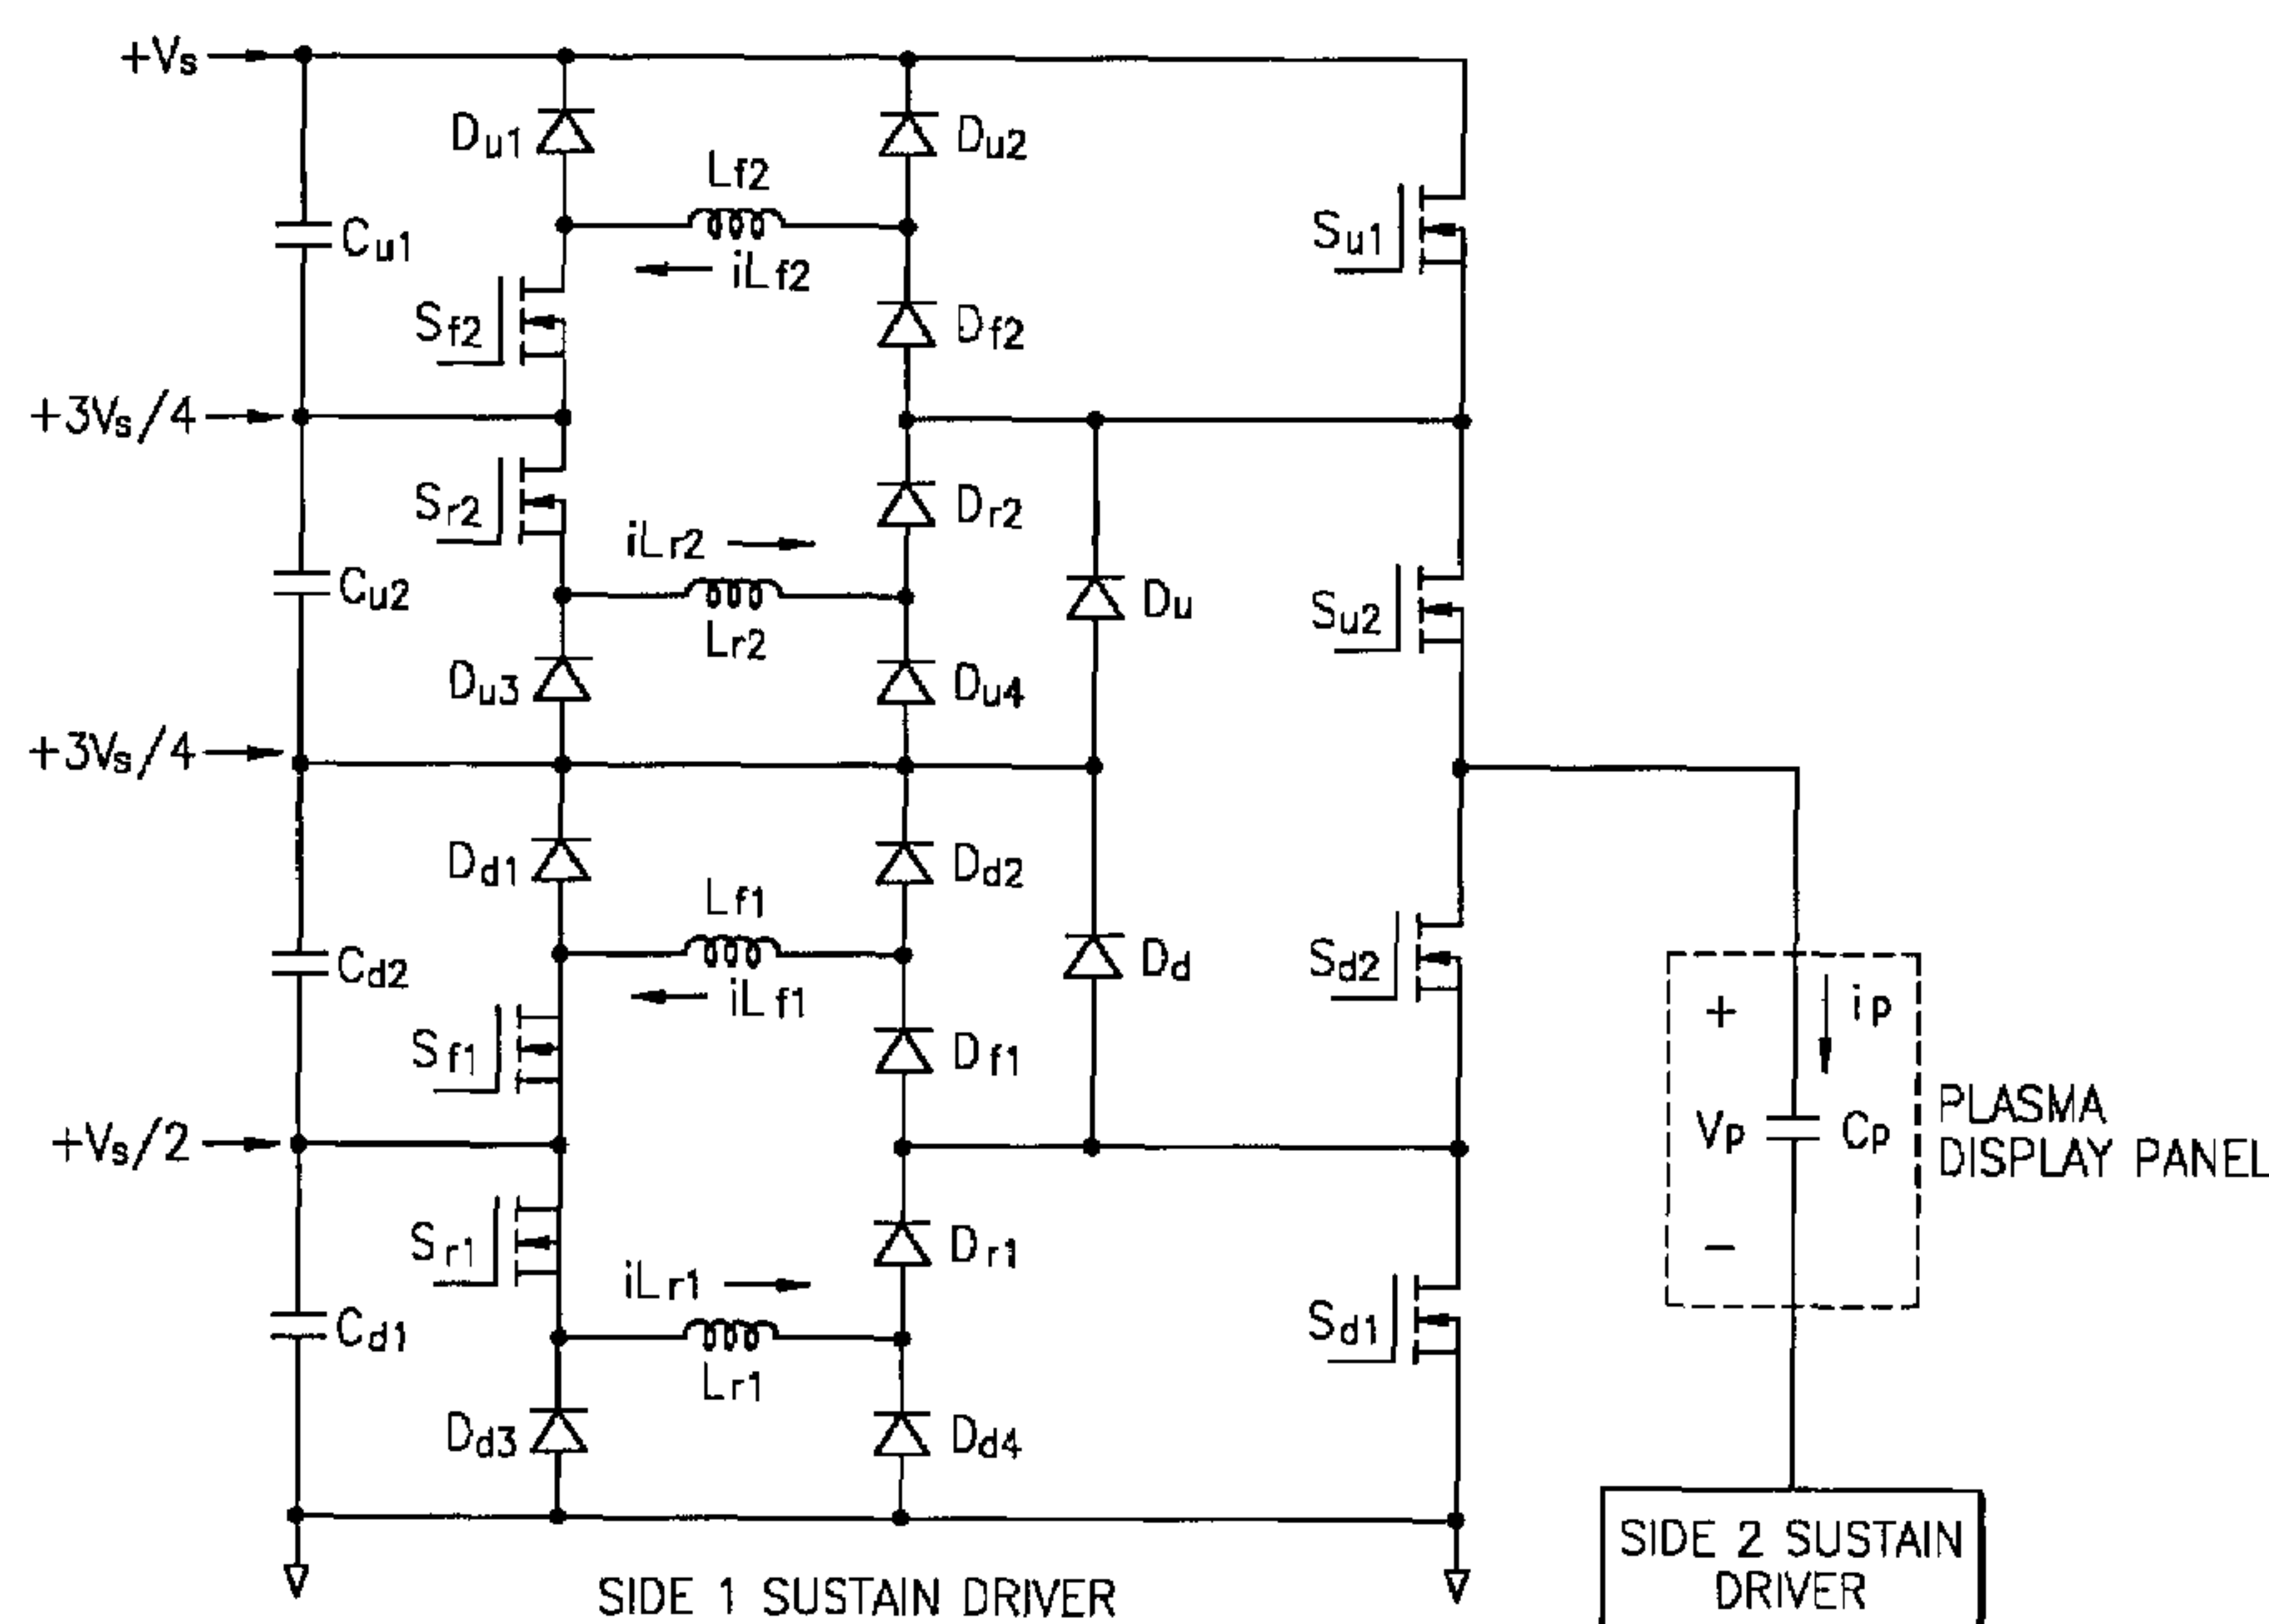 +Vs
Du1
Du2
Lf2
Cu1
iLf2
Su1
Sf2
Df2
+3Vs/4
Sr2
Dr2
iLr2
Cu2
Lr2
Du
Su2
Du3
Du4
+3Vs/4
Dd1
Dd2
Lf1
Cd2
iLf1
Dd
Sd2
Sf1
Df1
+
ip
+Vs/2
Vp
Cp
PLASMA
DISPLAY PANEL
Sr1
Dr1
−
iLr1
Cd1
Lr1
Sd1
Dd3
Dd4
SIDE 1 SUSTAIN DRIVER
SIDE 2 SUSTAIN
DRIVER